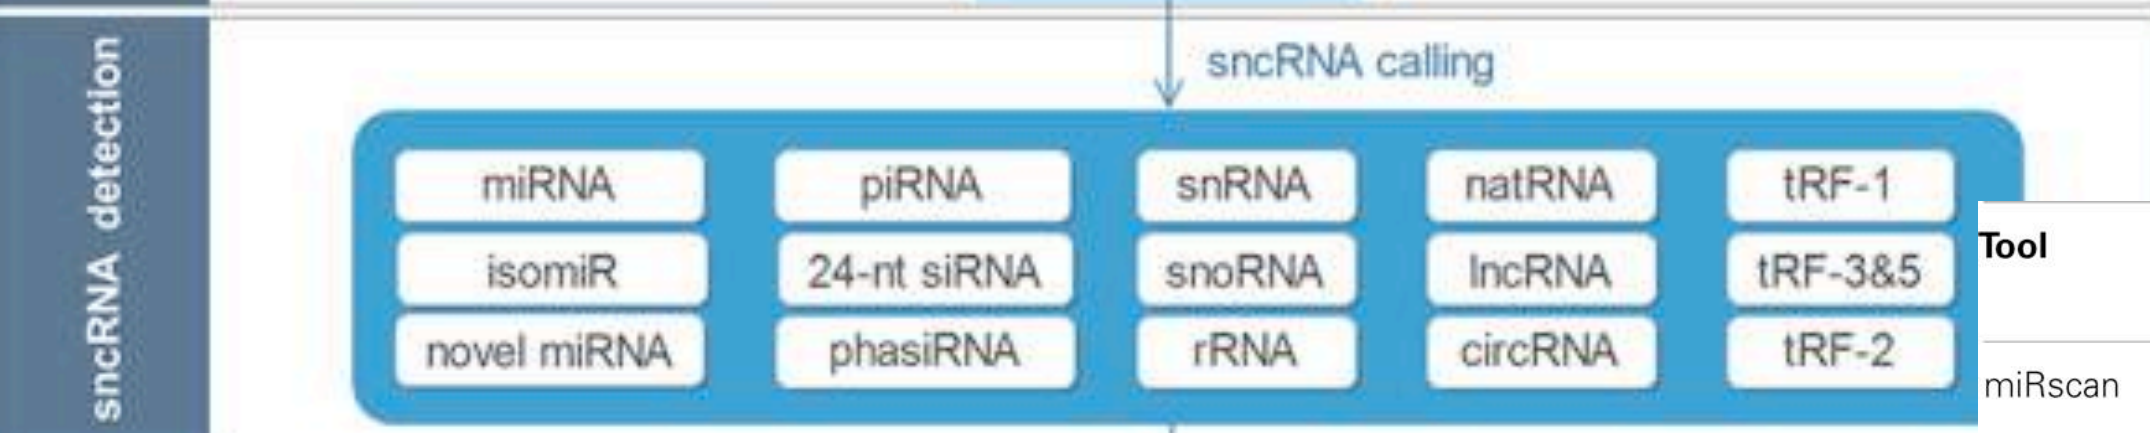 sncRNA detection
sncRNA calling
miRNA piRNA snRNA natRNA tRF-1
isomiR 24-nt siRNA snoRNA lncRNA tRF-3&5
novel miRNA phasiRNA rRNA circRNA tRF-2
Tool
miRscan